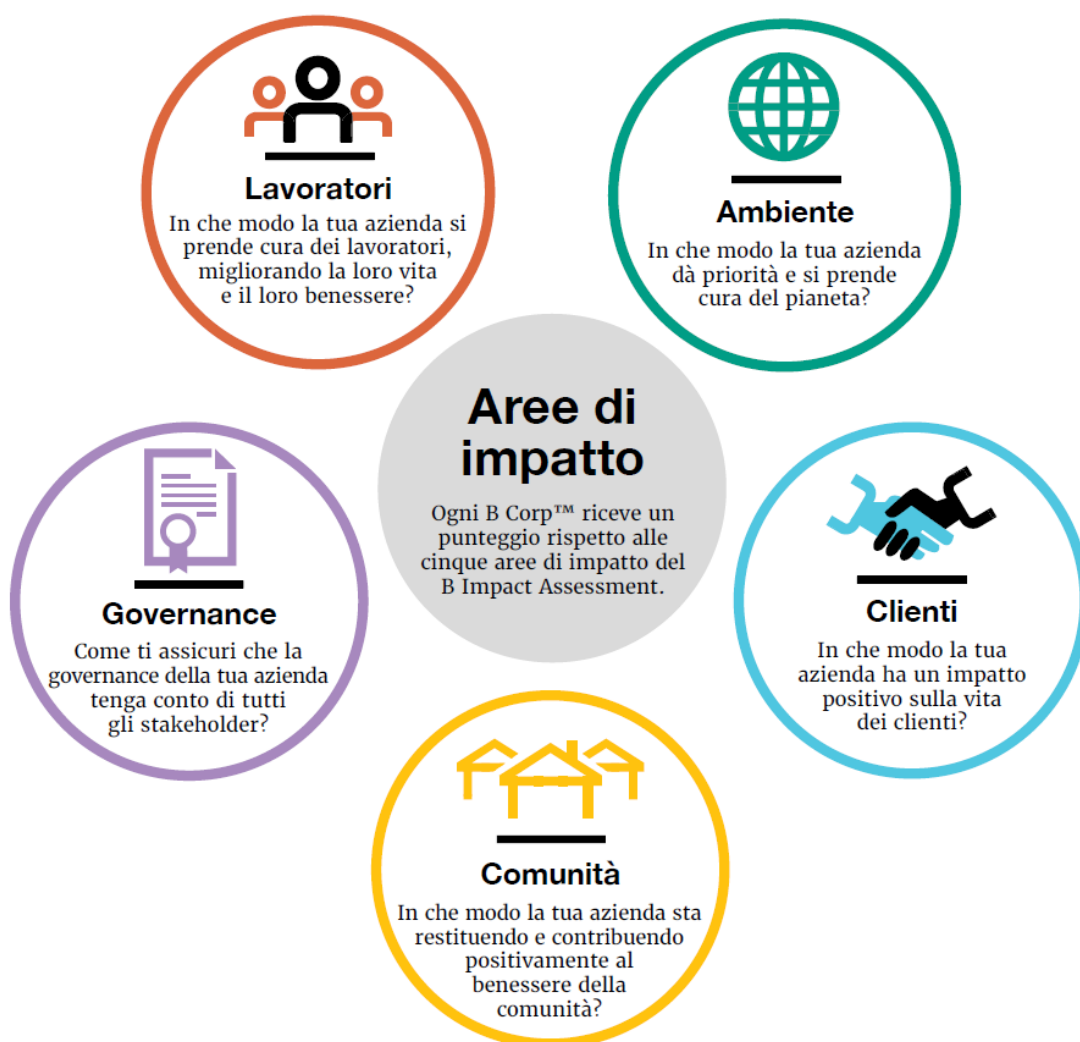 Lavoratori
In che modo la tua azienda si
prende cura dei lavoratori,
migliorando la loro vita
e il loro benessere?
Ambiente
In che modo la tua azienda
dà priorità e si prende
cura del pianeta?
Aree di
impatto
Ogni B Corp™ riceve un
punteggio rispetto alle
cinque aree di impatto del
B Impact Assessment.
Governance
Come ti assicuri che la
governance della tua azienda
tenga conto di tutti
gli stakeholder?
Clienti
In che modo la tua
azienda ha un impatto
positivo sulla vita
dei clienti?
Comunità
In che modo la tua azienda sta
restituendo e contribuendo
positivamente al
benessere della
comunità?